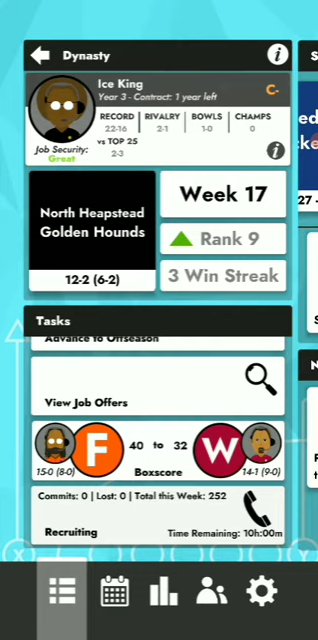 Dynasty
i
Ice King
Year 3 - Contract: 1 year left
C-
RECORD RIVALRY BOWLS CHAMPS
22-16 2-1 1-0 0
vs TOP 25
2-3
i
Job Security:
Great
North Heapstead
Golden Hounds
12-2 (6-2)
Week 17
Rank 9
3 Win Streak
Tasks
Advance to Offseason
View Job Offers
F 40 to 32 W
15-0 (8-0) Boxscore 14-1 (9-0)
Commits: 0 | Lost: 0 | Total this Week: 252
Recruiting Time Remaining: 10h:00m
S
ed
cke
27 -
S
N
X